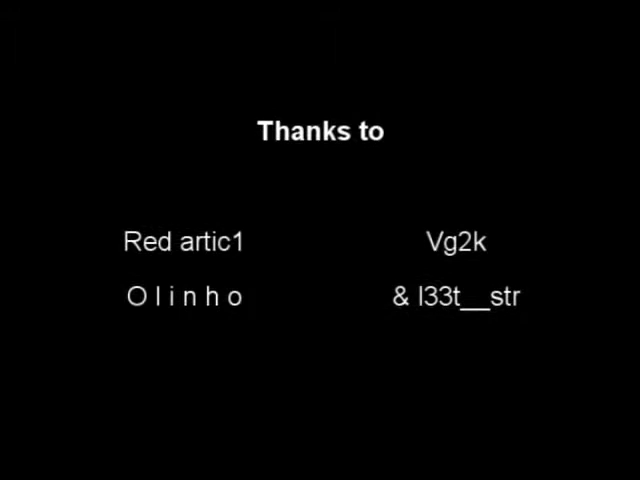 Thanks to
Red artic1
Vg2k
O l i n h o
& l33t__str